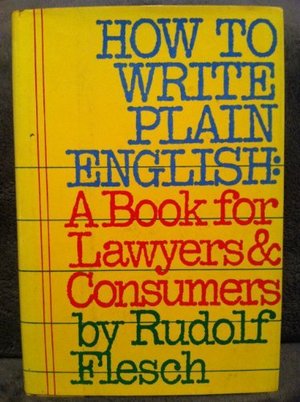 HOW TO
WRITE
PLAIN
ENGLISH:
A Book for
Lawyers &
Consumers
by Rudolf
Flesch